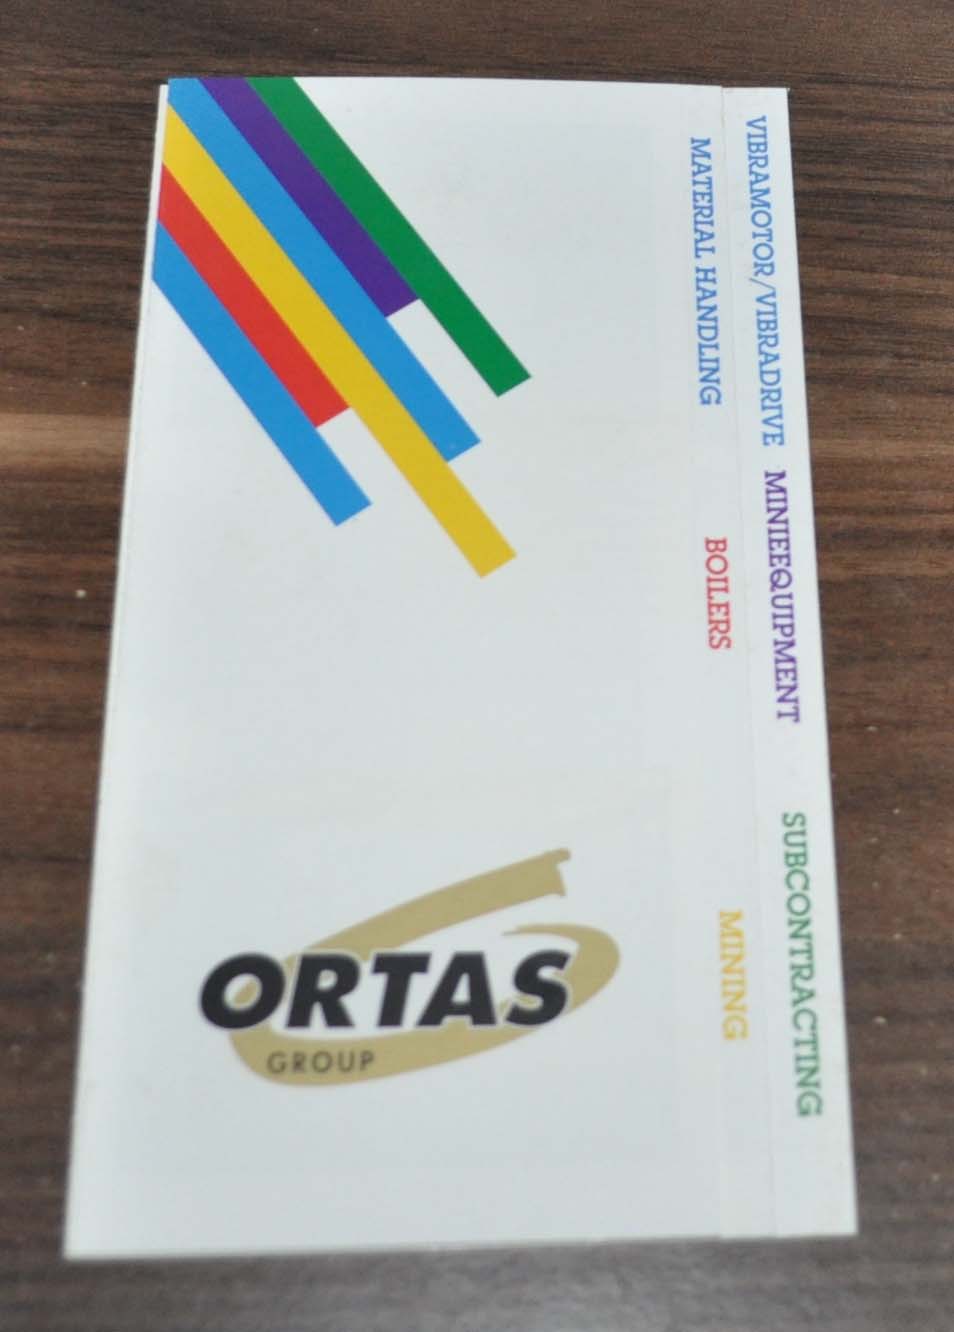 VIBRAMOTOR/VIBRADRIVE
MINIEEQUIPMENT
SUBCONTRACTING
MATERIAL HANDLING
BOILERS
MINING
ORTAS
GROUP